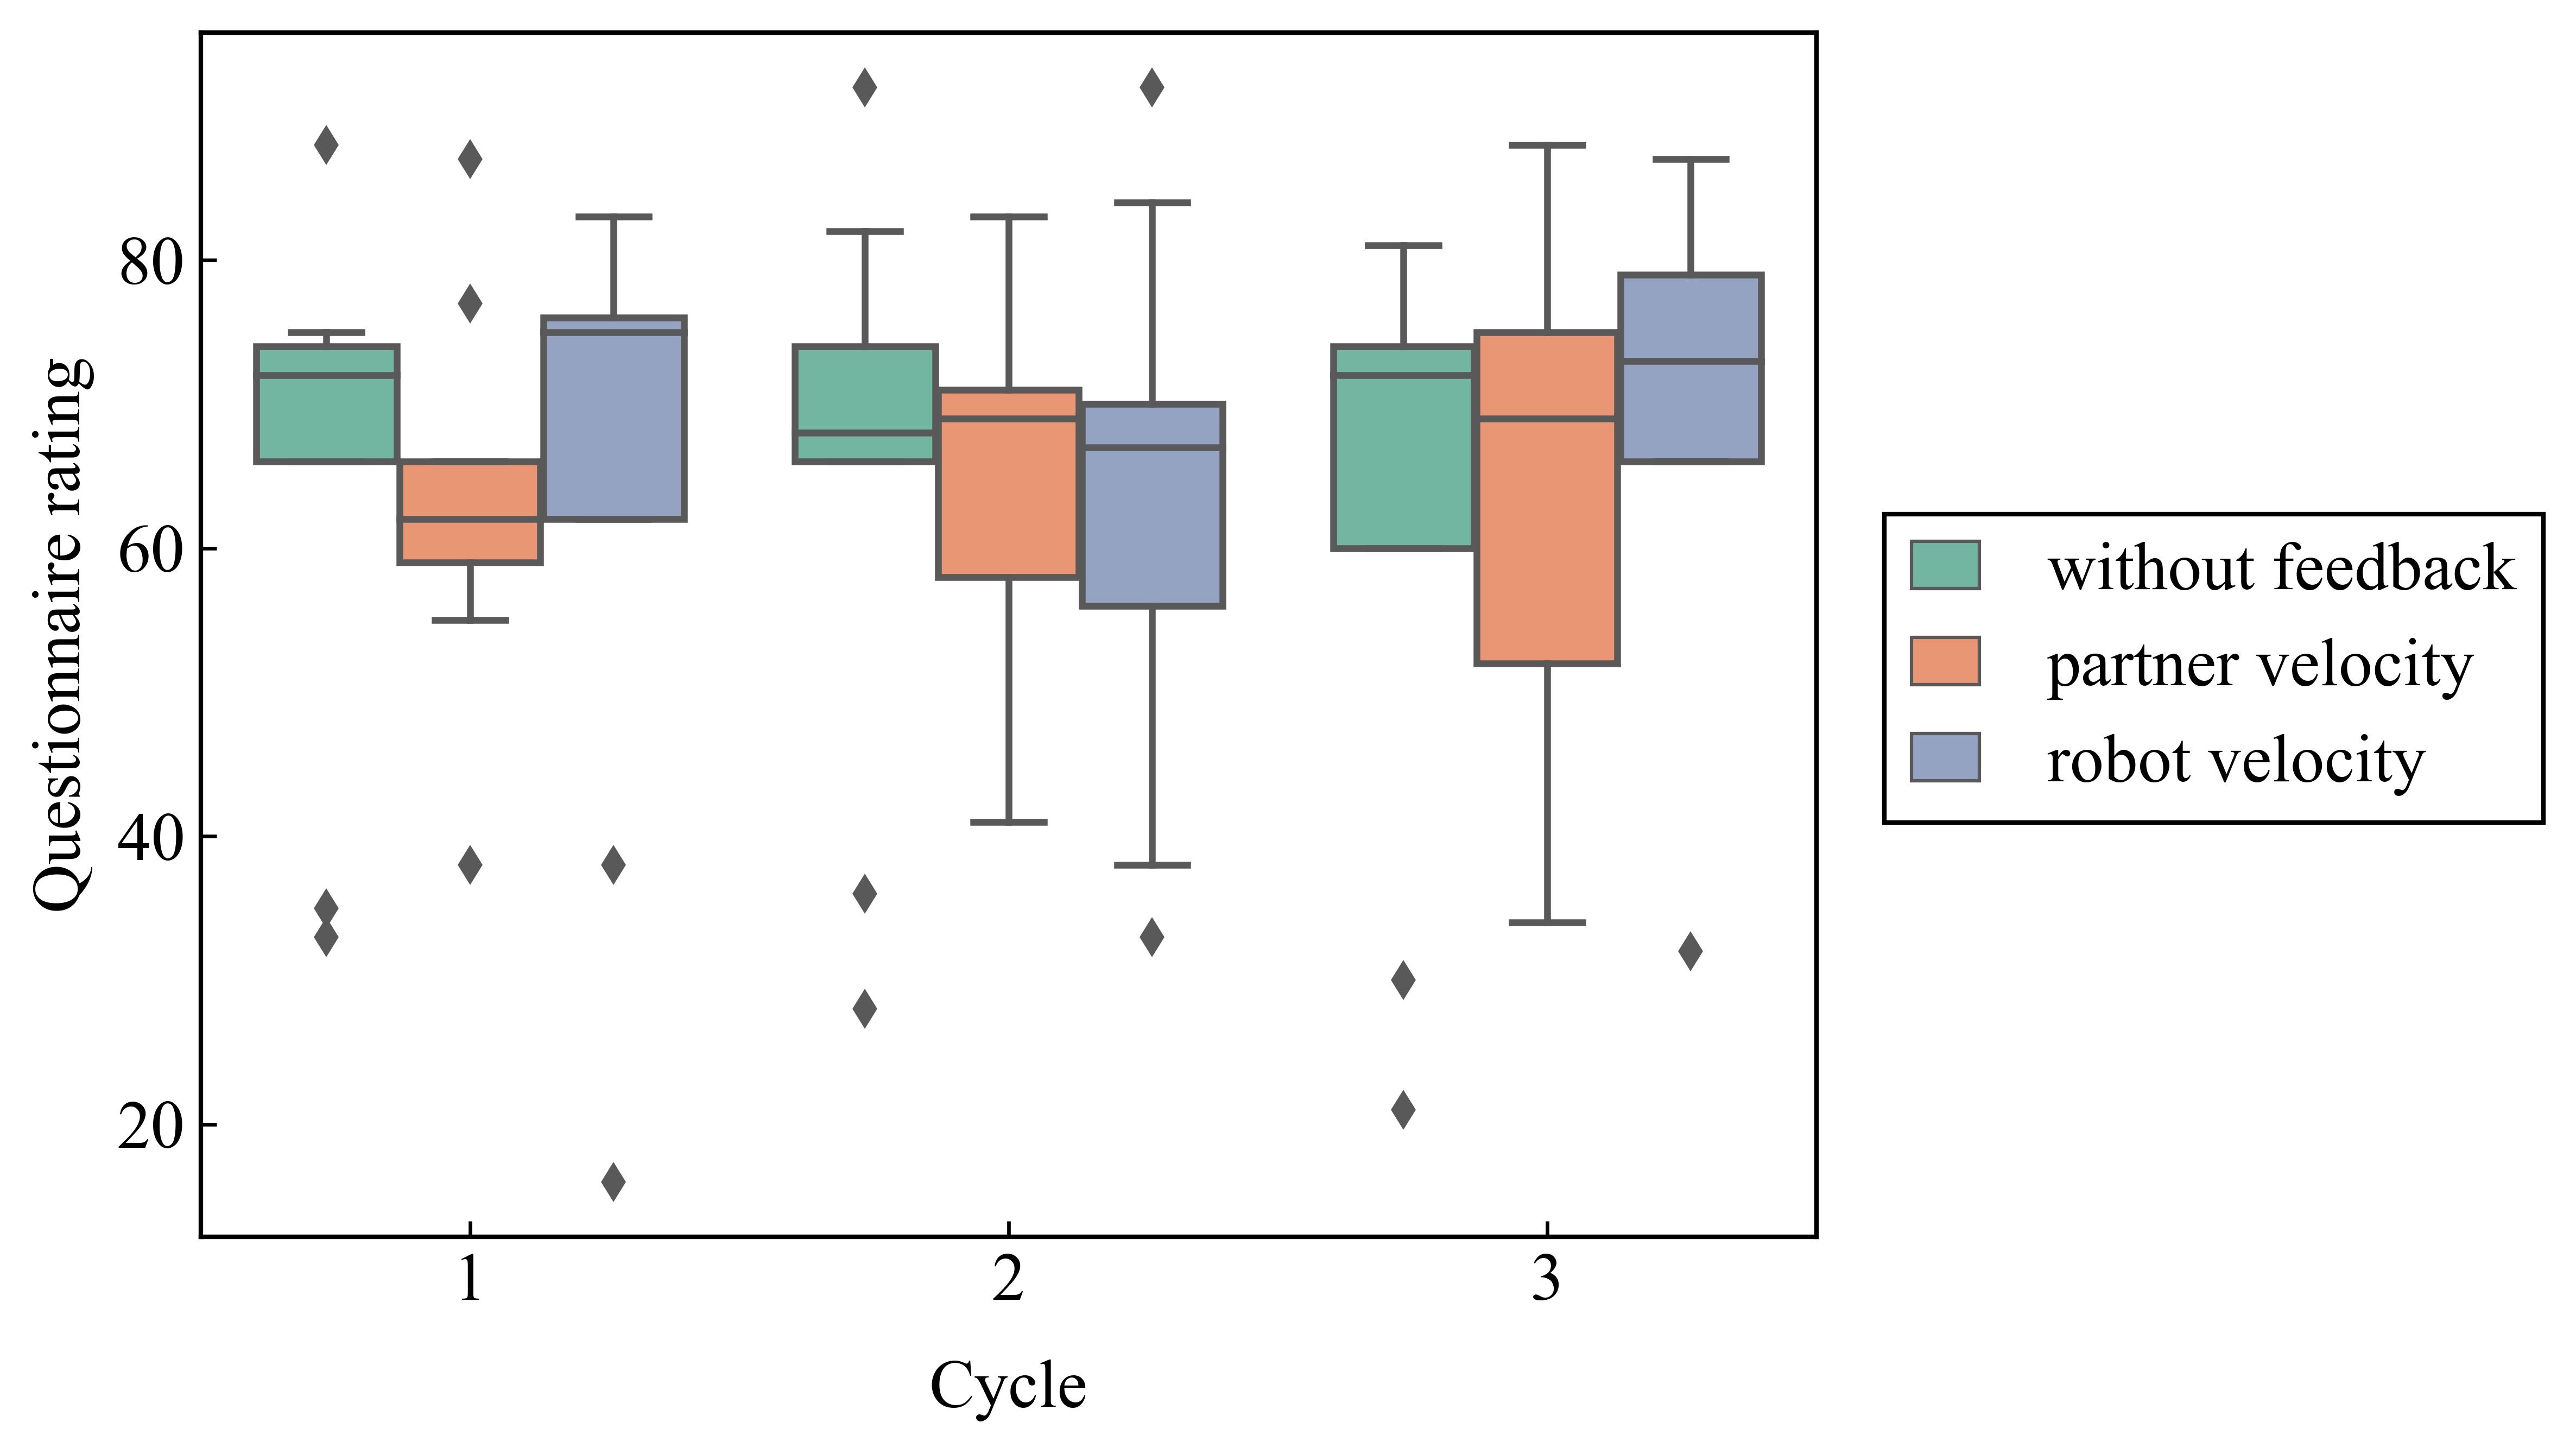 Questionnaire rating
80
60
40
20
1
2
3
Cycle
without feedback
partner velocity
robot velocity